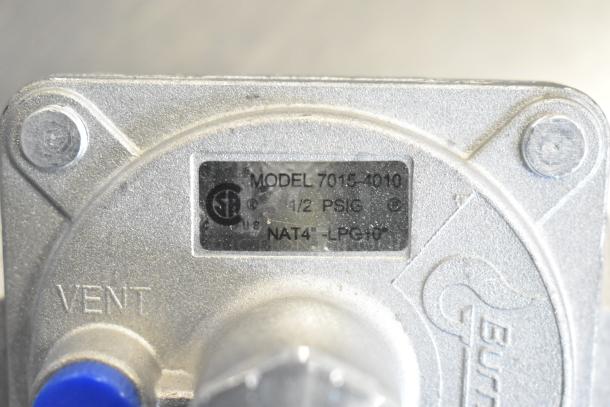 MODEL 7015-4010
1/2 PSIG
NAT4" -LPG10"
VENT